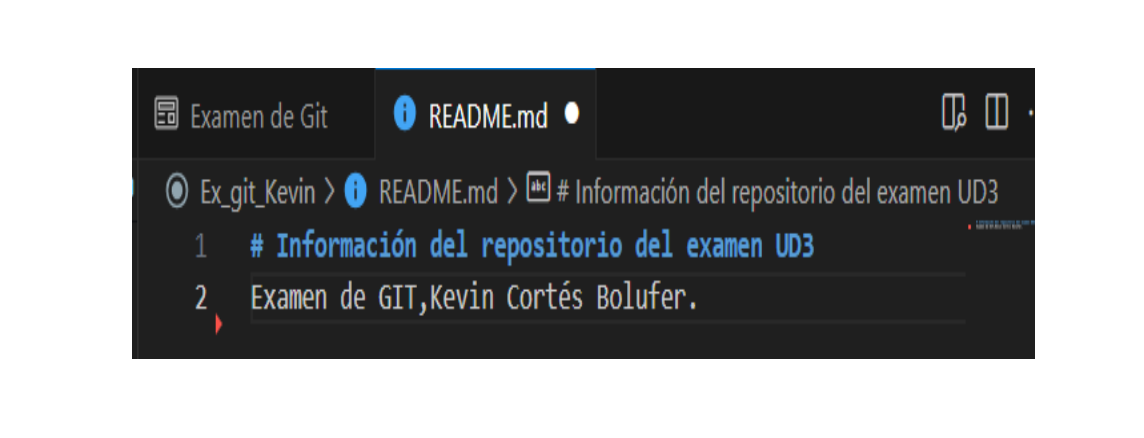 Examen de Git
README.md
Ex_git_Kevin > README.md > # Información del repositorio del examen UD3
1 # Información del repositorio del examen UD3
2 Examen de GIT,Kevin Cortés Bolufer.